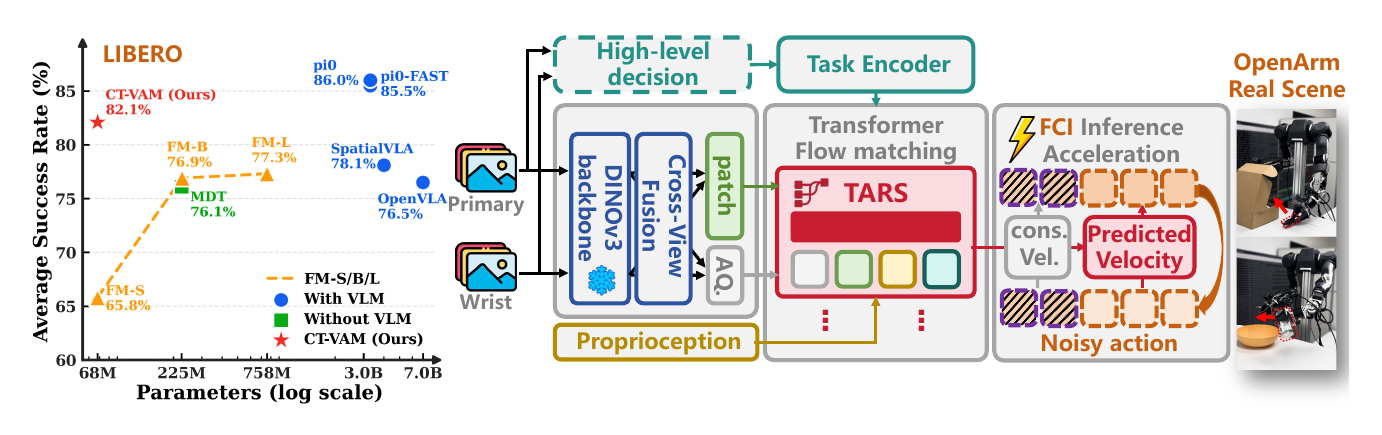 LIBERO
Average Success Rate (%)
85
80
75
70
65
60
68M
225M
758M
3.0B
7.0B
Parameters (log scale)
CT-VAM (Ours)
82.1%
FM-B
76.9%
FM-L
77.3%
MDT
76.1%
FM-S
65.8%
pi0
86.0%
pi0-FAST
85.5%
SpatialVLA
78.1%
OpenVLA
76.5%
FM-S/B/L
With VLM
Without VLM
CT-VAM (Ours)
Primary
Wrist
High-level
decision
Task Encoder
DINOv3
backbone
Cross-View
Fusion
patch
AQ.
Proprioception
Transformer
Flow matching
TARS
FCI Inference
Acceleration
cons.
Vel.
Predicted
Velocity
Noisy action
OpenArm
Real Scene